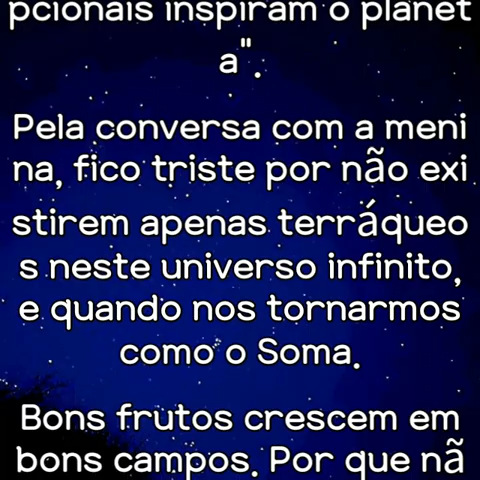 pcionais inspiram o planet
a".
Pela conversa com a meni
na, fico triste por não exi
stirem apenas terráqueo
s neste universo infinito,
e quando nos tornarmos
como o Soma.
Bons frutos crescem em
bons campos. Por que nã